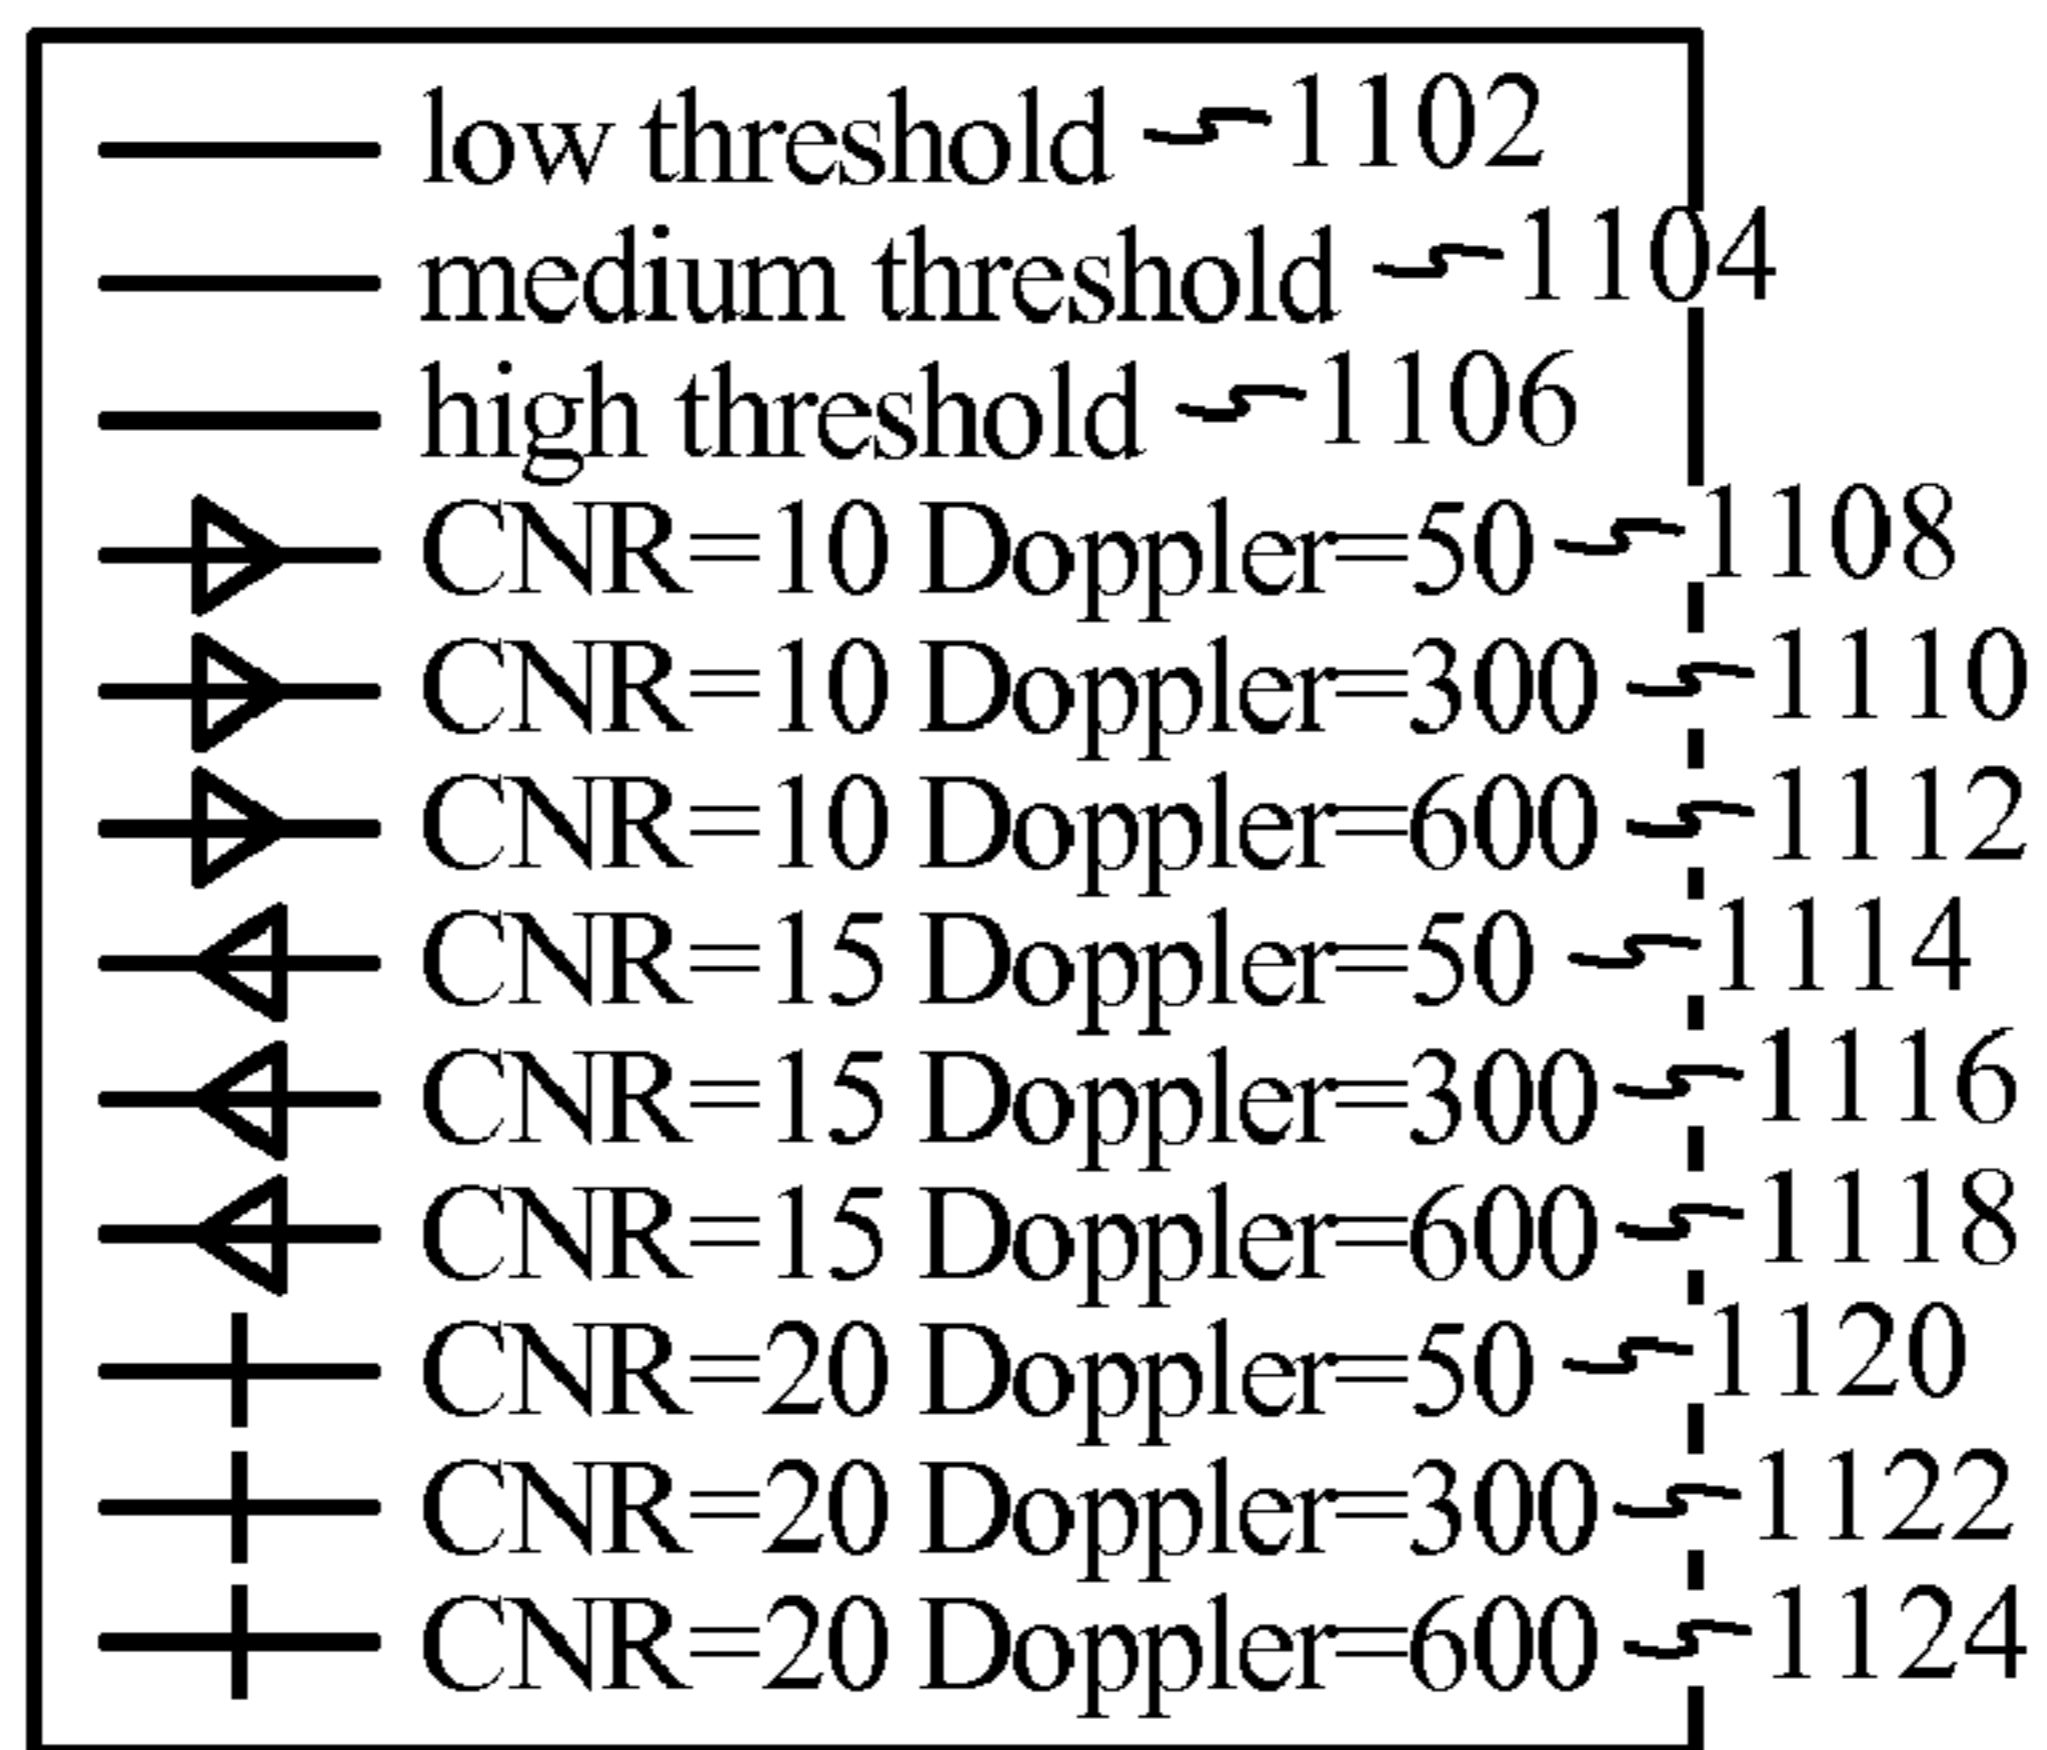 low threshold 1102
medium threshold 1104
high threshold 1106
CNR=10 Doppler=50 1108
CNR=10 Doppler=300 1110
CNR=10 Doppler=600 1112
CNR=15 Doppler=50 1114
CNR=15 Doppler=300 1116
CNR=15 Doppler=600 1118
CNR=20 Doppler=50 1120
CNR=20 Doppler=300 1122
CNR=20 Doppler=600 1124